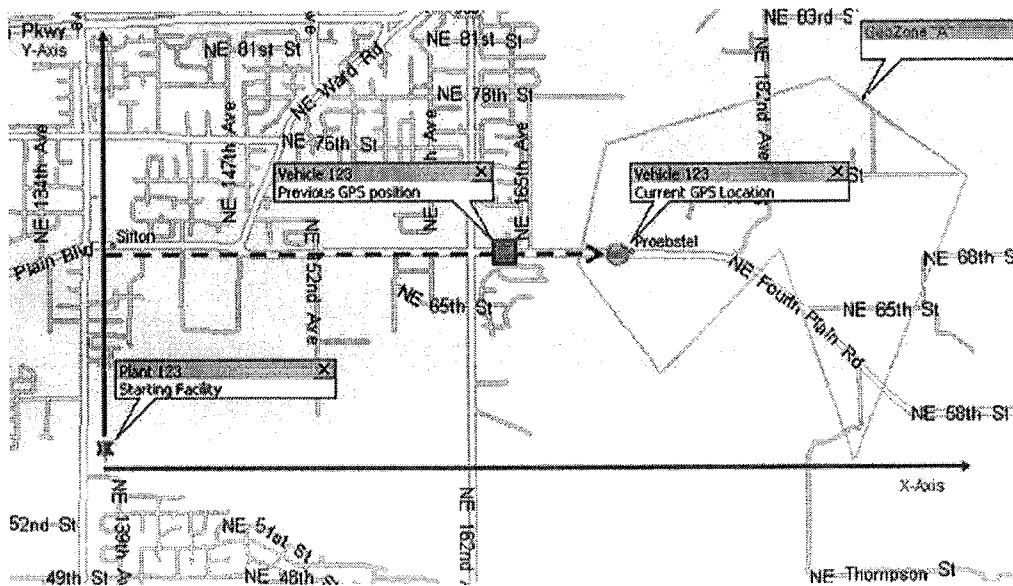 Pkwy
Y-Axis
NE 81st St
NE Ward Rd
NE 81st St
NE 83rd St
GeoZone "A"
NE 78th St
NE 182nd Ave
NE 134th Ave
NE 147th Ave
NE 76th St
h Ave
NE 165th Ave
St
Vehicle 123 X
Previous GPS position
Vehicle 123 X
Current GPS Location
Plain Blvd
Sifton
NE 152nd Ave
Proebstel
NE Fourth Plain Rd
NE 68th S
NE 65th St
NE 65th St
Plant 123 X
Starting Facility
NE 58th St
X-Axis
52nd St
NE 139th A
NE 51st St
NE 162nd
49th St
NE 48th
NE Thompson St